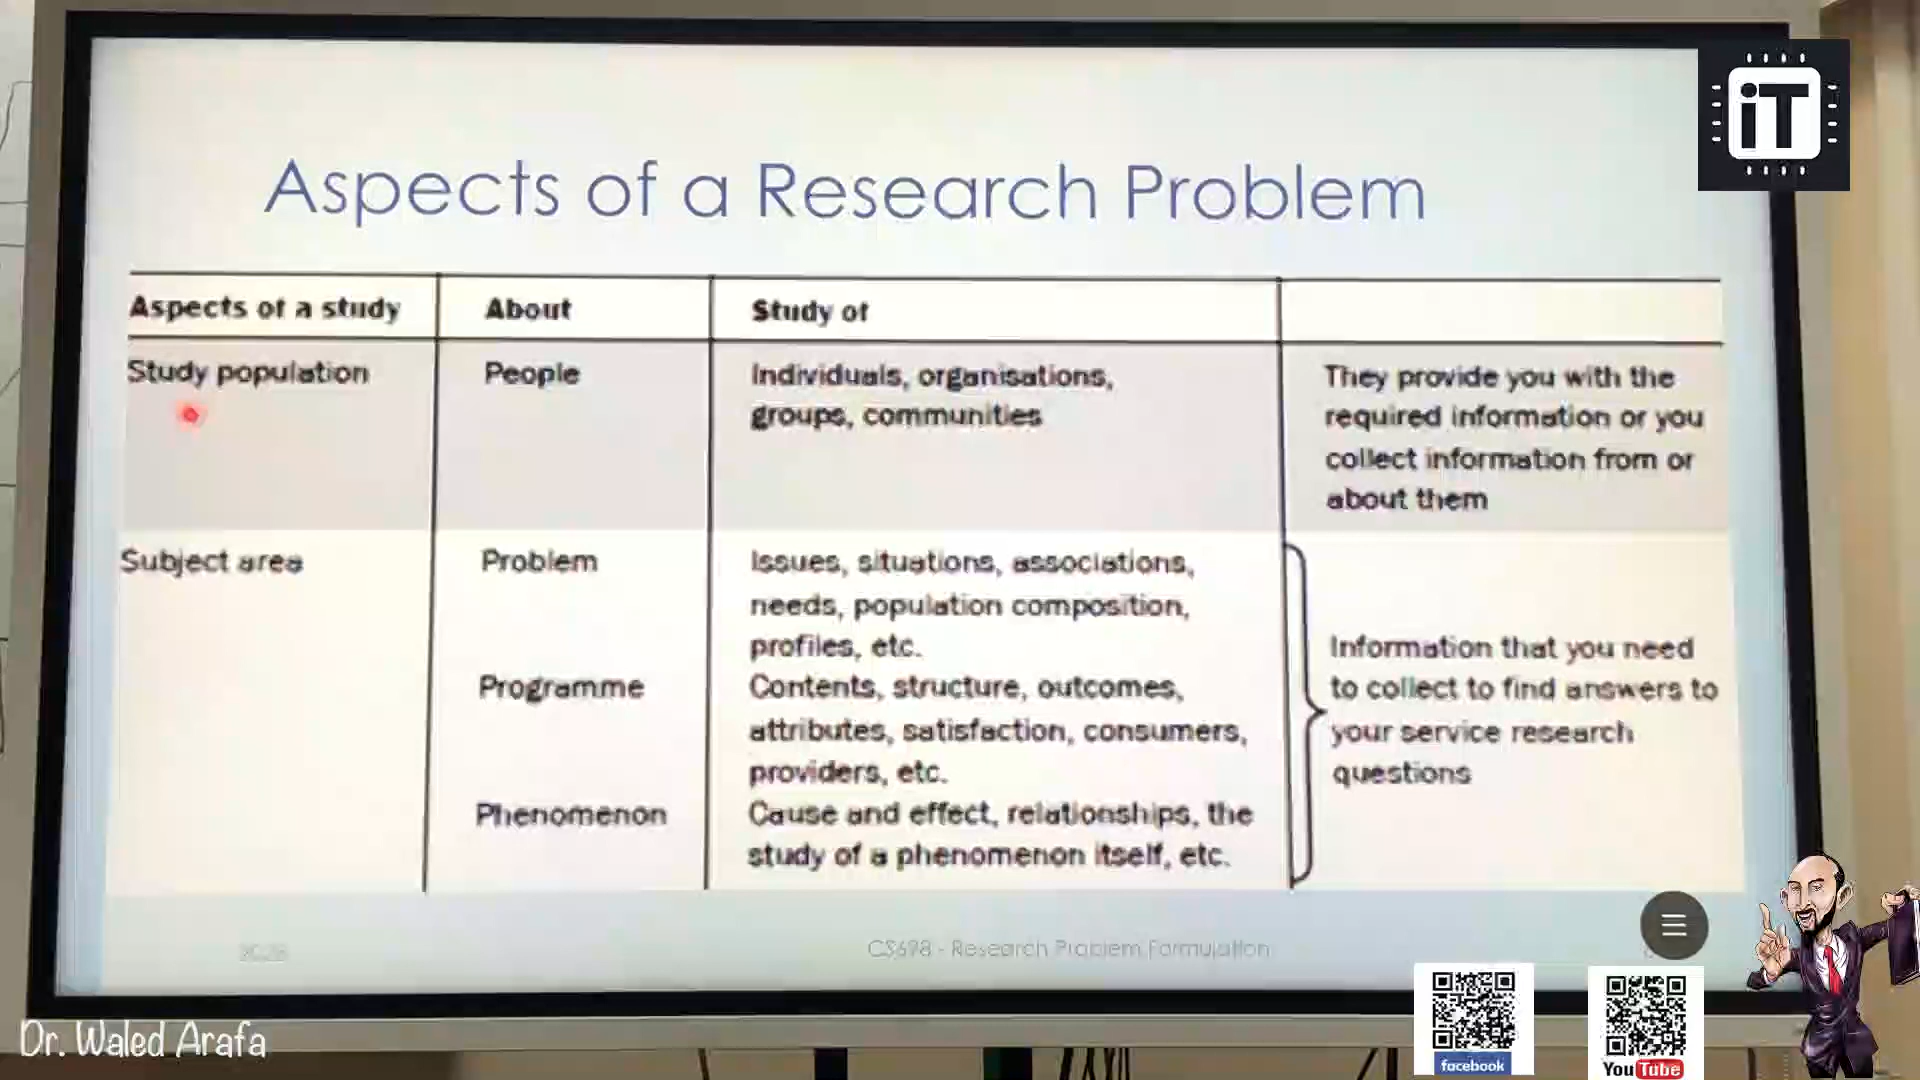 iT
Aspects of a Research Problem
Aspects of a study
About
Study of
Study population
People
Individuals, organisations,
groups, communities
They provide you with the
required information or you
collect information from or
about them
Subject area
Problem
Issues, situations, associations,
needs, population composition,
profiles, etc.
Programme
Contents, structure, outcomes,
attributes, satisfaction, consumers,
providers, etc.
Phenomenon
Cause and effect, relationships, the
study of a phenomenon itself, etc.
Information that you need
to collect to find answers to
your service research
questions
CS698 - Research Problem Formulation
Dr. Waled Arafa
facebook
YouTube